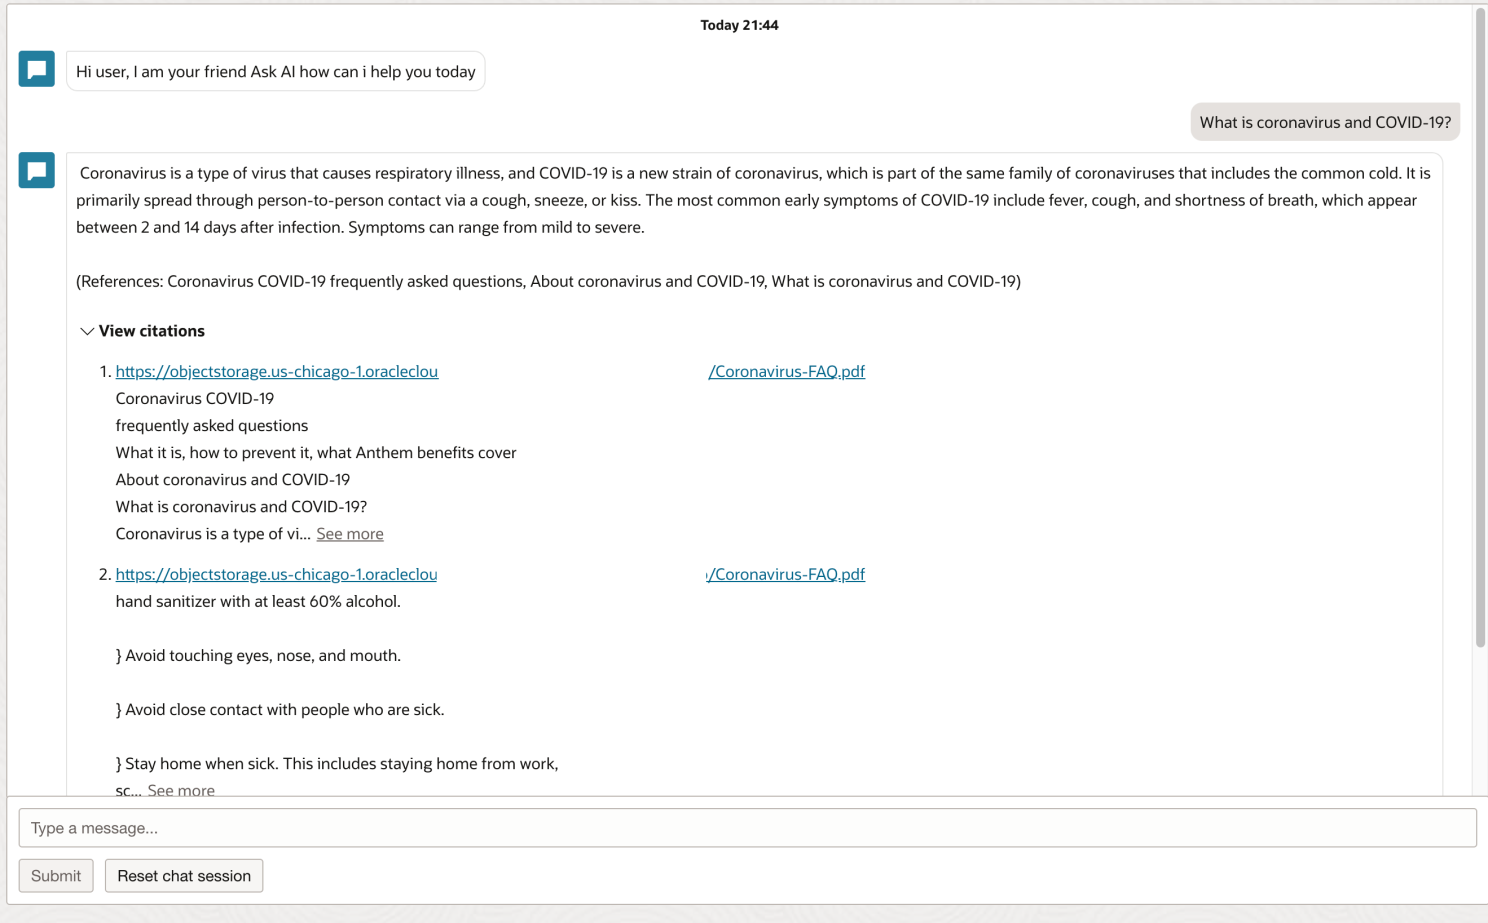 Today 21:44
Hi user, I am your friend Ask AI how can i help you today
What is coronavirus and COVID-19?
Coronavirus is a type of virus that causes respiratory illness, and COVID-19 is a new strain of coronavirus, which is part of the same family of coronaviruses that includes the common cold. It is
primarily spread through person-to-person contact via a cough, sneeze, or kiss. The most common early symptoms of COVID-19 include fever, cough, and shortness of breath, which appear
between 2 and 14 days after infection. Symptoms can range from mild to severe.
(References: Coronavirus COVID-19 frequently asked questions, About coronavirus and COVID-19, What is coronavirus and COVID-19)
View citations
1. https://objectstorage.us-chicago-1.oracleclou /Coronavirus-FAQ.pdf
Coronavirus COVID-19
frequently asked questions
What it is, how to prevent it, what Anthem benefits cover
About coronavirus and COVID-19
What is coronavirus and COVID-19?
Coronavirus is a type of vi... See more
2. https://objectstorage.us-chicago-1.oracleclou /Coronavirus-FAQ.pdf
hand sanitizer with at least 60% alcohol.
} Avoid touching eyes, nose, and mouth.
} Avoid close contact with people who are sick.
} Stay home when sick. This includes staying home from work,
sc... See more
Type a message...
Submit Reset chat session